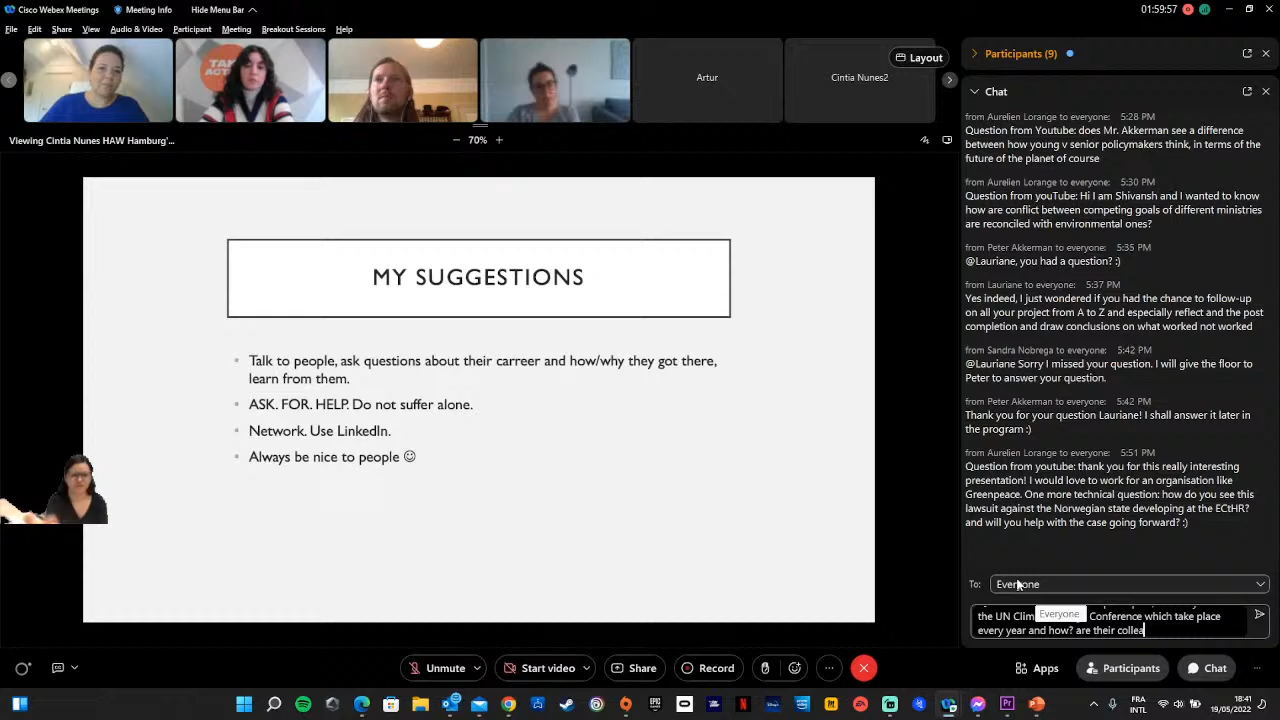 Cisco Webex Meetings
Meeting Info
Hide Menu Bar
01:59:57
File
Edit
Share
View
Audio & Video
Participant
Meeting
Breakout Sessions
Help
TAKE
ACTION
Artur
Cintia Nunes2
Layout
Viewing Cintia Nunes HAW Hamburg'...
70%
MY SUGGESTIONS
Talk to people, ask questions about their carreer and how/why they got there,
learn from them.
ASK. FOR. HELP. Do not suffer alone.
Network. Use LinkedIn.
Always be nice to people ☺
Participants (9)
Chat
from Aurelien Lorange to everyone: 5:28 PM
Question from Youtube: does Mr. Akkerman see any difference
between how young v senior policymakers think, in terms of the
future of the planet of course
from Aurelien Lorange to everyone: 5:30 PM
Question from youTube: Hi I am Shivansh and I wanted to know
how are conflict between competing goals of different ministries
are reconciled with environmental ones?
from Peter Akkerman to everyone: 5:35 PM
@Lauriane, you had a question? :)
from Lauriane to everyone: 5:37 PM
Yes indeed, I just wondered if you had the chance to follow-up
on all your project from A to Z and especially reflect and the post
completion and draw conclusions on what worked not worked
from Sandra Nobrega to everyone: 5:42 PM
@Lauriane Sorry I missed your question. I will give the floor to
Peter to answer your question.
from Peter Akkerman to everyone: 5:42 PM
Thank you for your question Lauriane! I shall answer it later in
the program :)
from Aurelien Lorange to everyone: 5:51 PM
Question from Youtube: thank you for this really interesting
presentation! I would love to work for an organisation like
Greenpeace. One more technical question: how do you see this
lawsuit against the Norwegian state developing at the ECtHR?
and will you help with the case going forward? ;)
To:
Everyone
the UN Clim Everyone Conference which take place
every year and how? are their collea
Unmute
Start video
Share
Record
Apps
Participants
Chat
FRA
INTL
18:41
19/05/2022